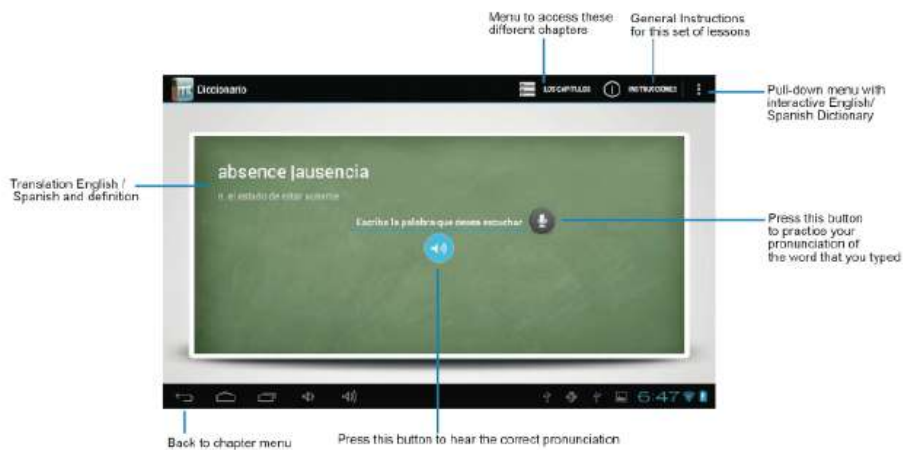 Menu to access these
different chapters
General Instructions
for this set of lessons
Diccionario
LOS CAPITULOS
INSTRUCCIONES
Pull-down menu with
interactive English/
Spanish Dictionary
absence |ausencia
n. el estado de estar ausente
Translation English /
Spanish and definition
Escribe la palabra que desea escuchar
Press this button
to practice your
pronunciation of
the word that you typed
6:47
Back to chapter menu
Press this button to hear the correct pronunciation